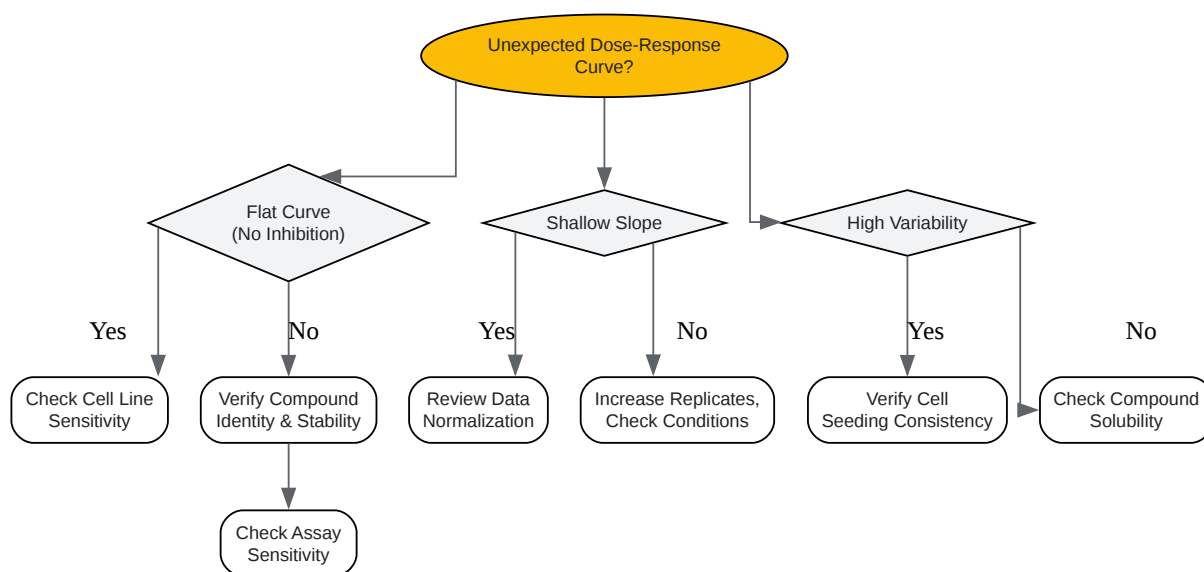 Unexpected Dose-Response
Curve?
Flat Curve
(No Inhibition)
Shallow Slope
High Variability
Yes
No
Yes
No
Yes
No
Check Cell Line
Sensitivity
Verify Compound
Identity & Stability
Review Data
Normalization
Increase Replicates,
Check Conditions
Verify Cell
Seeding Consistency
Check Compound
Solubility
Check Assay
Sensitivity